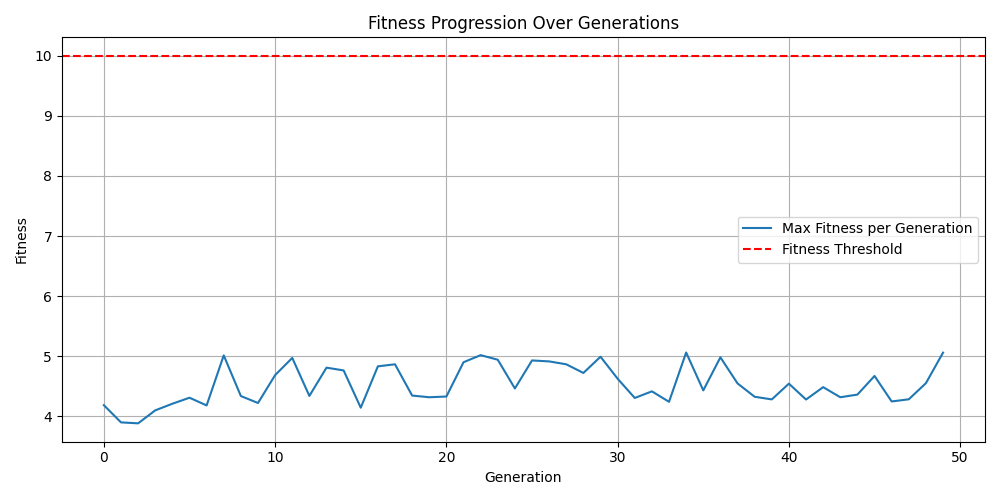 Fitness Progression Over Generations
Fitness
10
9
8
7
6
5
4
Max Fitness per Generation
Fitness Threshold
0 10 20 30 40 50
Generation